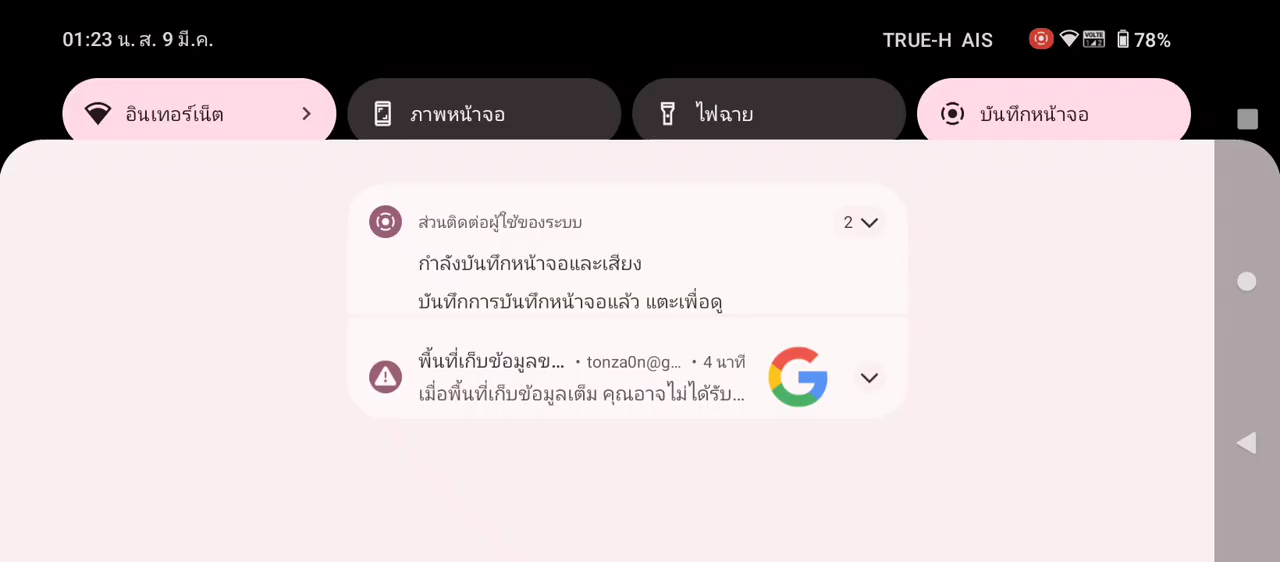 01:23 น. ส. 9 มี.ค.
TRUE-H AIS
VOLTE
1 2
78%
อินเทอร์เน็ต
ภาพหน้าจอ
ไฟฉาย
บันทึกหน้าจอ
ส่วนติดต่อผู้ใช้ของระบบ
2
กำลังบันทึกหน้าจอและเสียง
บันทึกการบันทึกหน้าจอแล้ว แตะเพื่อดู
พื้นที่เก็บข้อมูลข... • tonza0n@g... • 4 นาที
เมื่อพื้นที่เก็บข้อมูลเต็ม คุณอาจไม่ได้รับ...